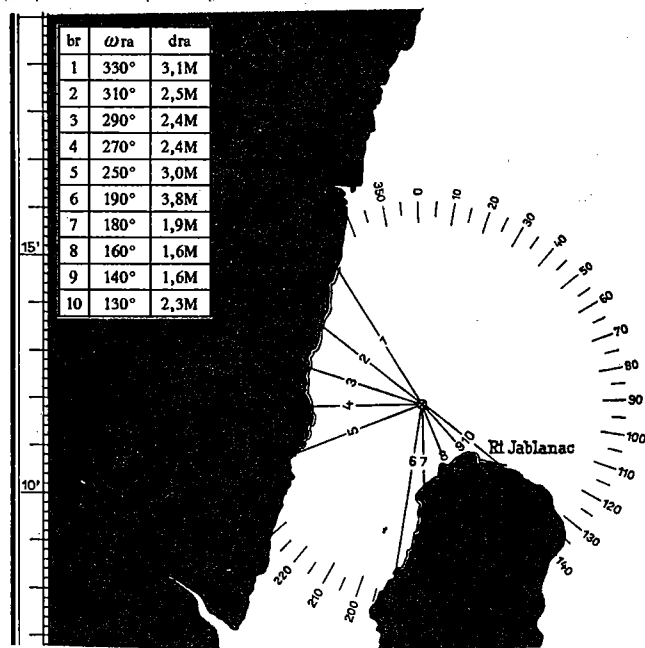 br ωra dra
1 330° 3,1M
2 310° 2,5M
3 290° 2,4M
4 270° 2,4M
5 250° 3,0M
6 190° 3,8M
7 180° 1,9M
8 160° 1,6M
9 140° 1,6M
10 130° 2,3M
350 0 10 20 30 40 50 60 70 80 90 100 110 120 130 140
15'
1
2
3
4
5
6 7 8 9 10
Rt Jablanac
10'
220 210 200